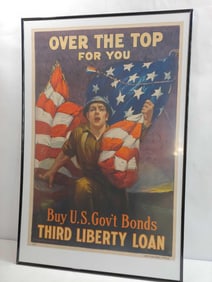 OVER THE TOP
FOR YOU
Buy U.S. Gov't Bonds
THIRD LIBERTY LOAN